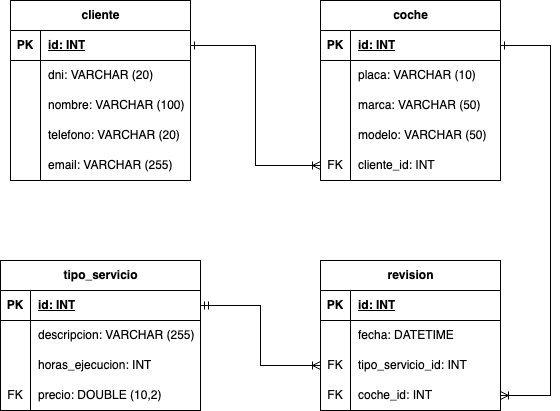 cliente
PK id: INT
dni: VARCHAR (20)
nombre: VARCHAR (100)
telefono: VARCHAR (20)
email: VARCHAR (255)
coche
PK id: INT
placa: VARCHAR (10)
marca: VARCHAR (50)
modelo: VARCHAR (50)
FK cliente_id: INT
tipo_servicio
PK id: INT
descripcion: VARCHAR (255)
horas_ejecucion: INT
FK precio: DOUBLE (10,2)
revision
PK id: INT
fecha: DATETIME
FK tipo_servicio_id: INT
FK coche_id: INT